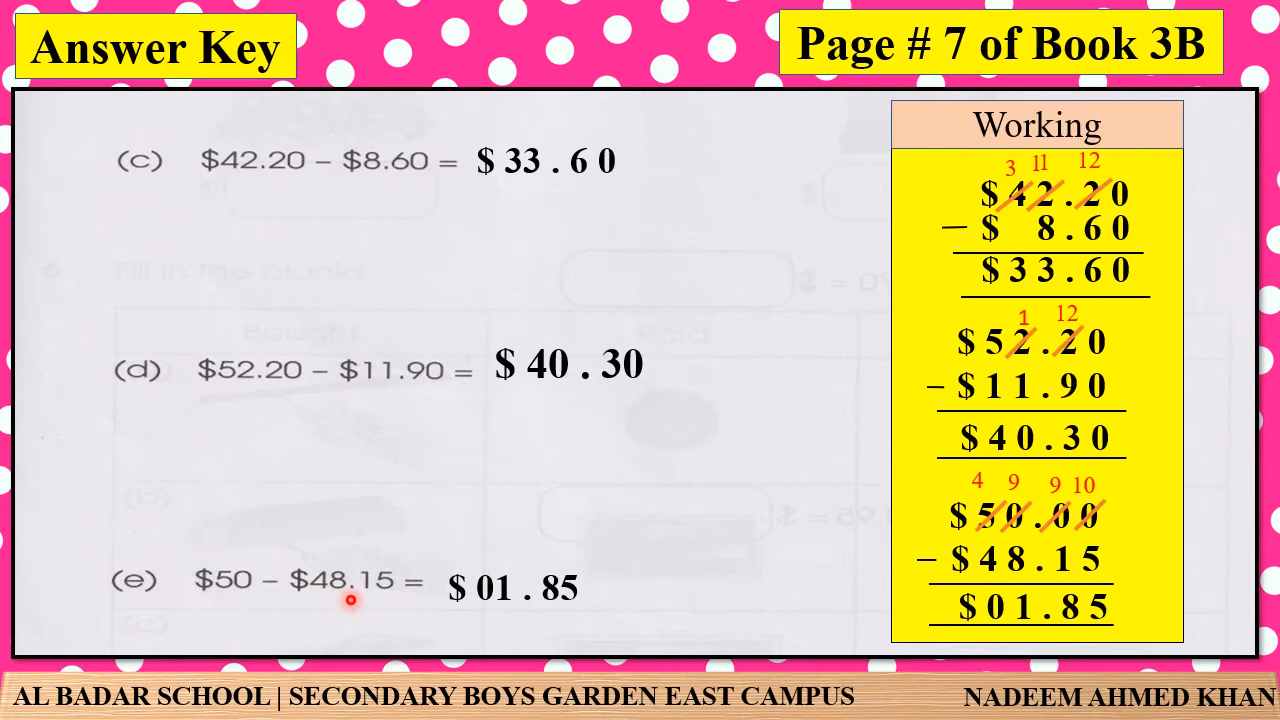 Answer Key
Page # 7 of Book 3B
(c) $42.20 – $8.60 = $ 33 . 6 0
(d) $52.20 – $11.90 = $ 40 . 30
(e) $50 – $48.15 = $ 01 . 85
Working
3 11 12
$ 4 2 . 2 0
– $ 8 . 6 0
$ 3 3 . 6 0
1 12
$ 5 2 . 2 0
– $ 1 1 . 9 0
$ 4 0 . 3 0
4 9 9 10
$ 5 0 . 0 0
– $ 4 8 . 1 5
$ 0 1 . 8 5
6. Fill in the blanks.
Bought Paid
(b)
AL BADAR SCHOOL | SECONDARY BOYS GARDEN EAST CAMPUS
NADEEM AHMED KHAN